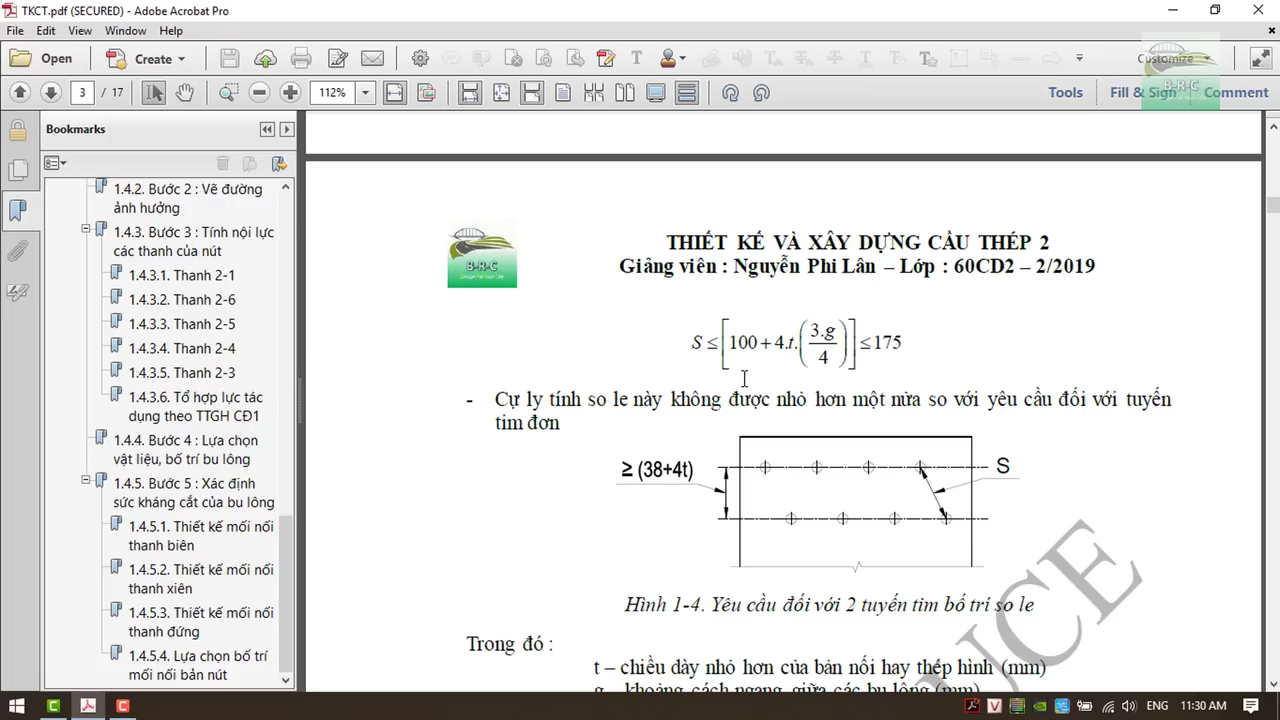 TKCT.pdf (SECURED) - Adobe Acrobat Pro
File Edit View Window Help
Open Create Customize
3 / 17 112% Tools Fill & Sign Comment
B-R-C
Bookmarks
1.4.2. Bước 2 : Vẽ đường
ảnh hưởng
1.4.3. Bước 3 : Tính nội lực
các thanh của nút
1.4.3.1. Thanh 2-1
1.4.3.2. Thanh 2-6
1.4.3.3. Thanh 2-5
1.4.3.4. Thanh 2-4
1.4.3.5. Thanh 2-3
1.4.3.6. Tổ hợp lực tác
dụng theo TTGH CĐ1
1.4.4. Bước 4 : Lựa chọn
vật liệu, bố trí bu lông
1.4.5. Bước 5 : Xác định
sức kháng cắt của bu lông
1.4.5.1. Thiết kế mối nối
thanh biên
1.4.5.2. Thiết kế mối nối
thanh xiên
1.4.5.3. Thiết kế mối nối
thanh đứng
1.4.5.4. Lựa chọn bố trí
mối nối bản nút
B-R-C
THIẾT KẾ VÀ XÂY DỰNG CẦU THÉP 2
Giảng viên : Nguyễn Phi Lân – Lớp : 60CD2 – 2/2019
S ≤ [100 + 4.t.(3.g/4)] ≤ 175
- Cự ly tính so le này không được nhỏ hơn một nửa so với yêu cầu đối với tuyến
tim đơn
≥ (38+4t)
S
Hình 1-4. Yêu cầu đối với 2 tuyến tim bố trí so le
Trong đó :
t – chiều dày nhỏ hơn của bản nối hay thép hình (mm)
g – khoảng cách ngang giữa các bu lông (mm)
UCE
ENG 11:30 AM